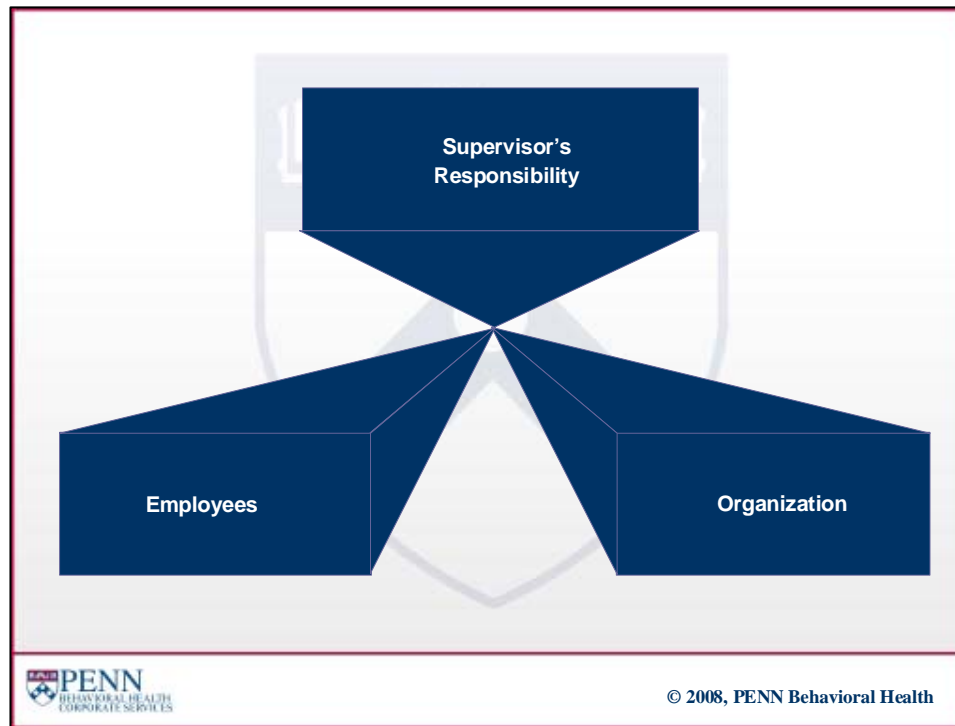 Supervisor’s
Responsibility
Employees
Organization
PENN
BEHAVIORAL HEALTH
CORPORATE SERVICES
© 2008, PENN Behavioral Health